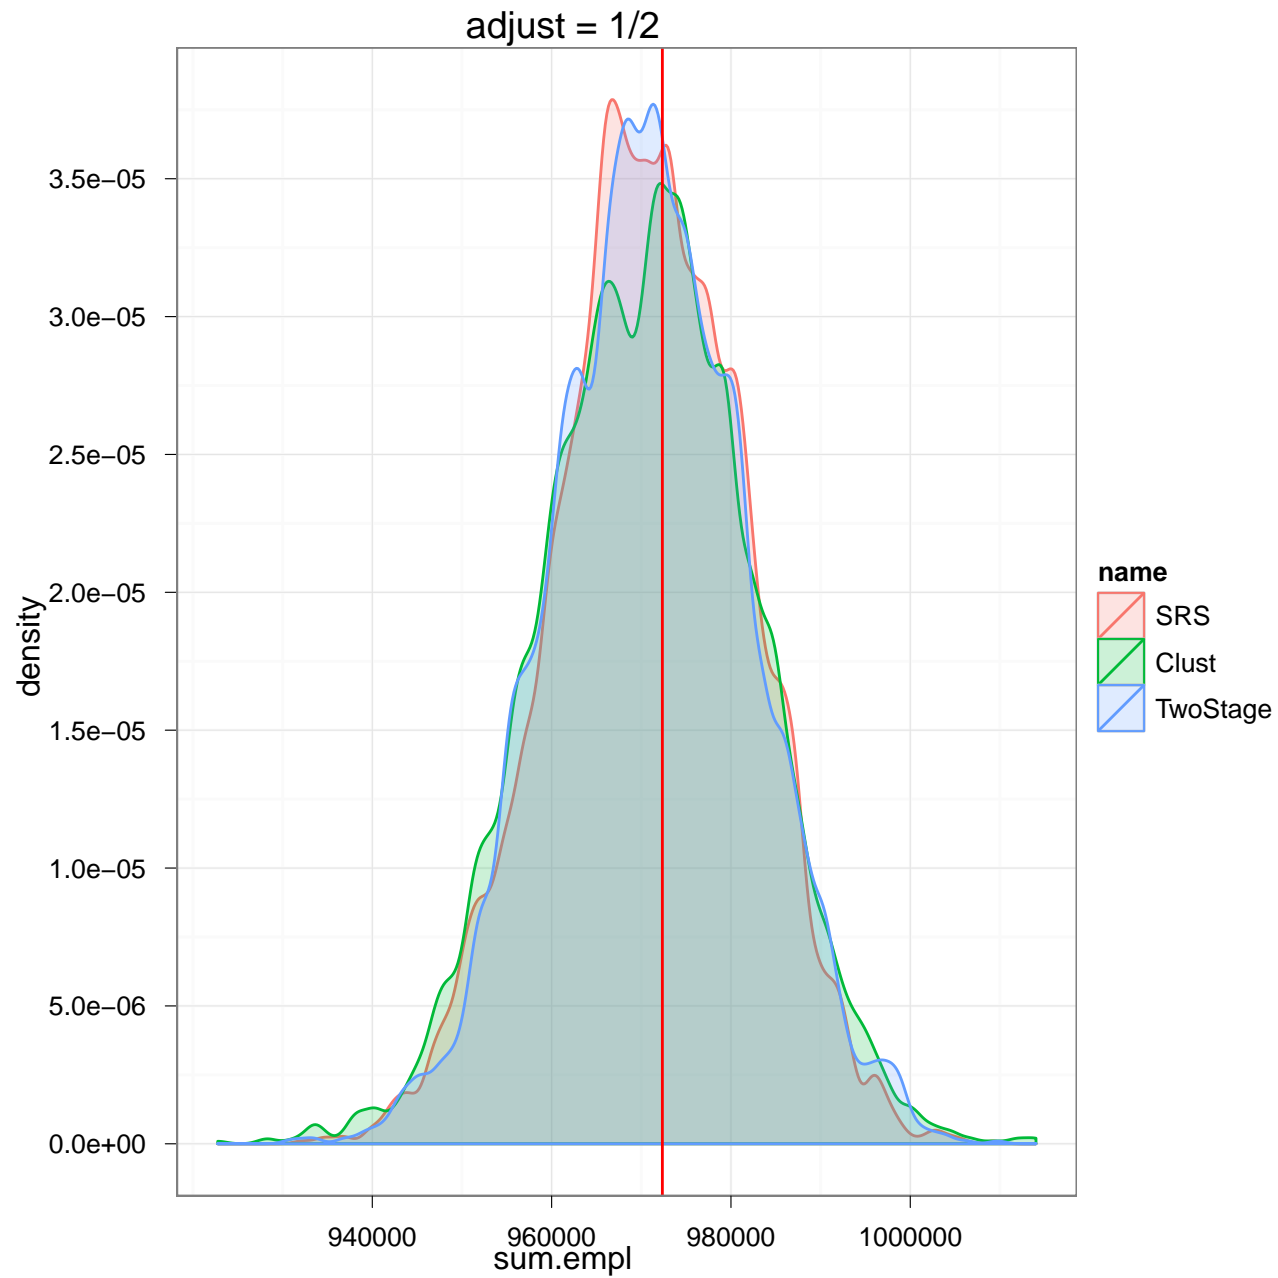 adjust = 1/2
density
3.5e−05
3.0e−05
2.5e−05
2.0e−05
1.5e−05
1.0e−05
5.0e−06
0.0e+00
940000 960000 980000 1000000
sum.empl
name
SRS
Clust
TwoStage